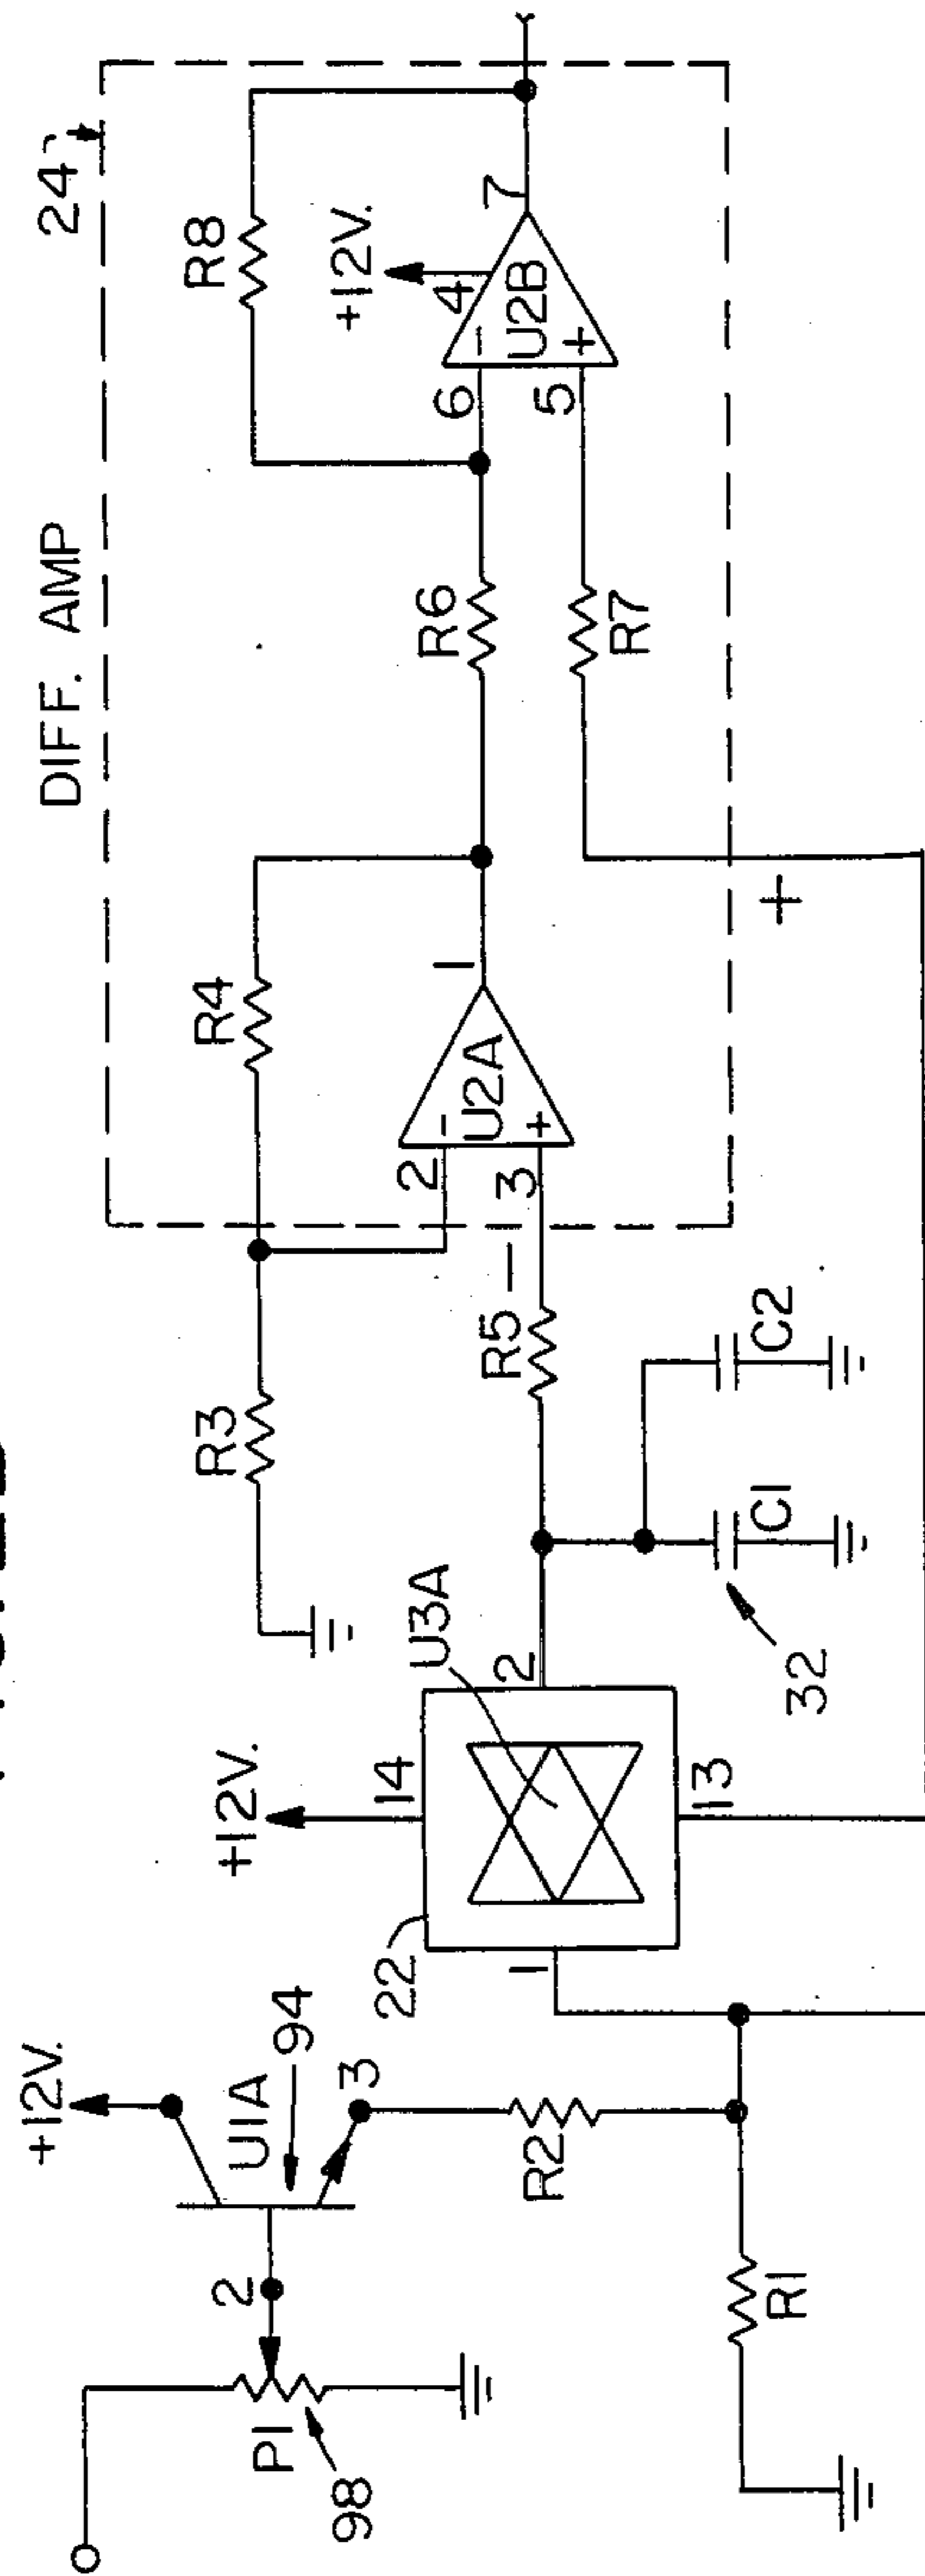 24
DIFF. AMP
R8
+12V.
4
7
6
-
U2B
5
+
R6
R7
R4
1
2
-
U2A
3
+
+
R3
R5
-
C2
C1
32
U3A
2
+12V.
14
13
22
1
+12V.
U1A
94
3
2
R2
P1
98
R1